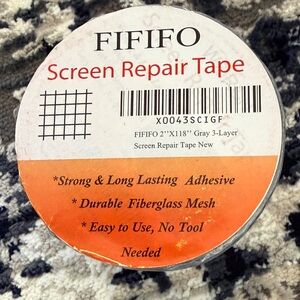 FIFIFO
Screen Repair Tape
X0043SCIGF
FIFIFO 2''X118'' Gray 3-Layer
Screen Repair Tape New
*Strong & Long Lasting Adhesive
* Durable Fiberglass Mesh
* Easy to Use, No Tool
Needed